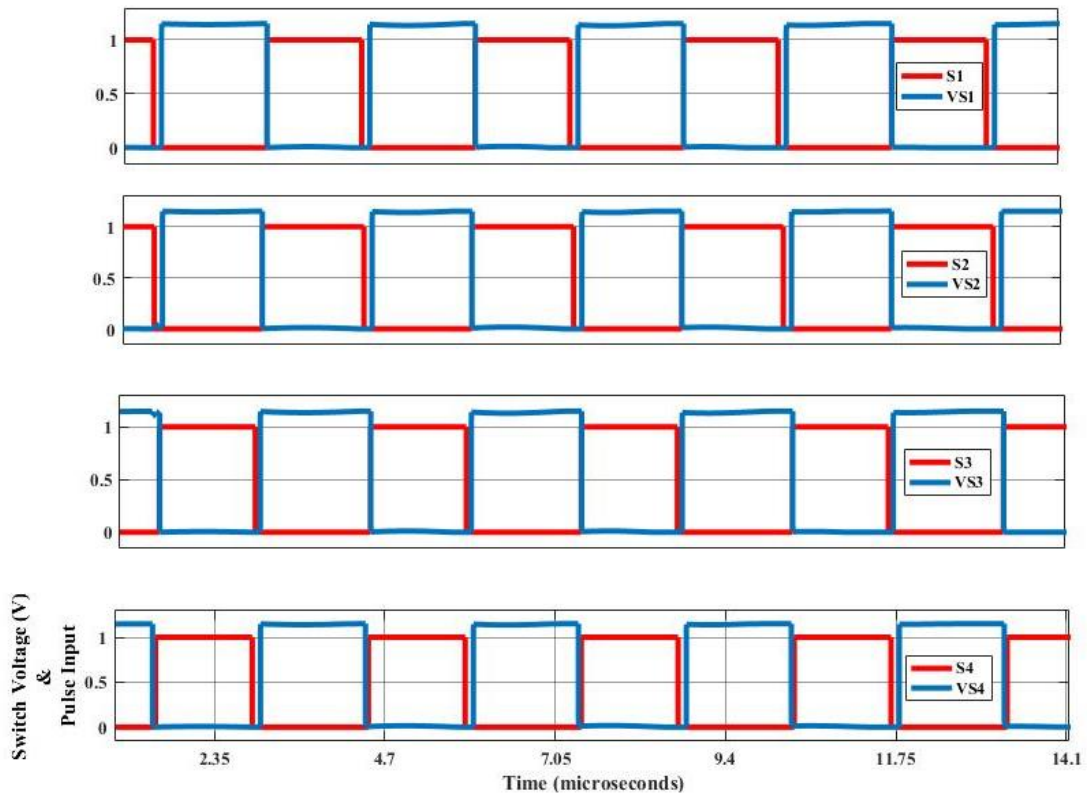 1
0.5
0
S1
VS1
1
0.5
0
S2
VS2
1
0.5
0
S3
VS3
Switch Voltage (V)
&
Pulse Input
1
0.5
0
S4
VS4
2.35 4.7 7.05 9.4 11.75 14.1
Time (microseconds)